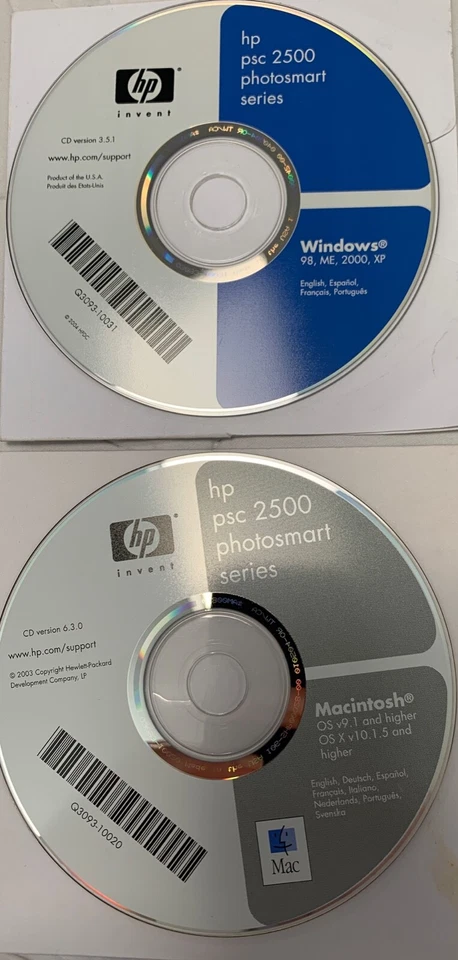 hp
psc 2500
photosmart
series
hp
invent
CD version 3.5.1
www.hp.com/support
Product of the U.S.A.
Produit des Etats-Unis
Q3093-10031
© 2004 HPDC
Windows®
98, ME, 2000, XP
English, Español,
Français, Português
hp
psc 2500
photosmart
series
hp
invent
CD version 6.3.0
www.hp.com/support
© 2003 Copyright Hewlett-Packard
Development Company, LP
Q3093-10020
Macintosh®
OS v9.1 and higher
OS X v10.1.5 and
higher
English, Deutsch, Español,
Français, Italiano,
Nederlands, Português,
Svenska
Mac